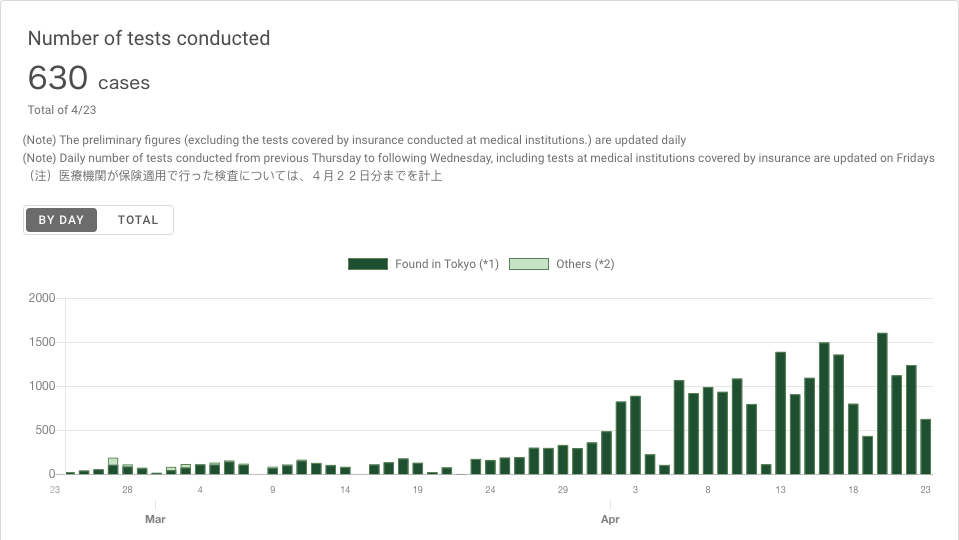 Number of tests conducted
630 cases
Total of 4/23
(Note) The preliminary figures (excluding the tests covered by insurance conducted at medical institutions.) are updated daily
(Note) Daily number of tests conducted from previous Thursday to following Wednesday, including tests at medical institutions covered by insurance are updated on Fridays
（注）医療機関が保険適用で行った検査については、４月２２日分までを計上
BY DAY TOTAL
Found in Tokyo (*1) Others (*2)
2000
1500
1000
500
0
23 28 4 9 14 19 24 29 3 8 13 18 23
Mar Apr